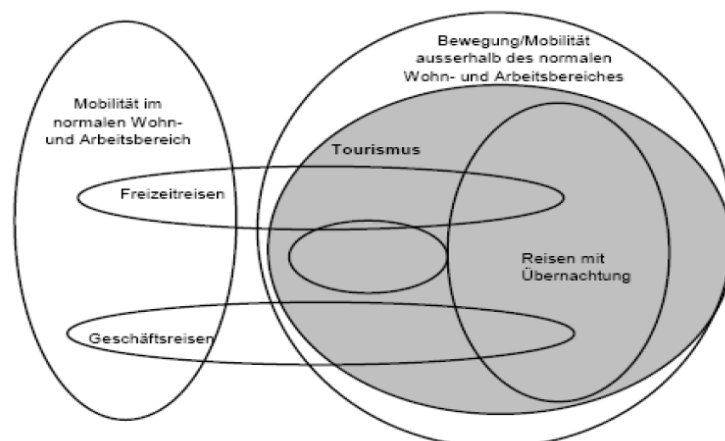 Bewegung/Mobilität
ausserhalb des normalen
Wohn- und Arbeitsbereiches
Mobilität im
normalen Wohn-
und Arbeitsbereich
Tourismus
Freizeitreisen
Reisen mit
Übernachtung
Geschäftsreisen